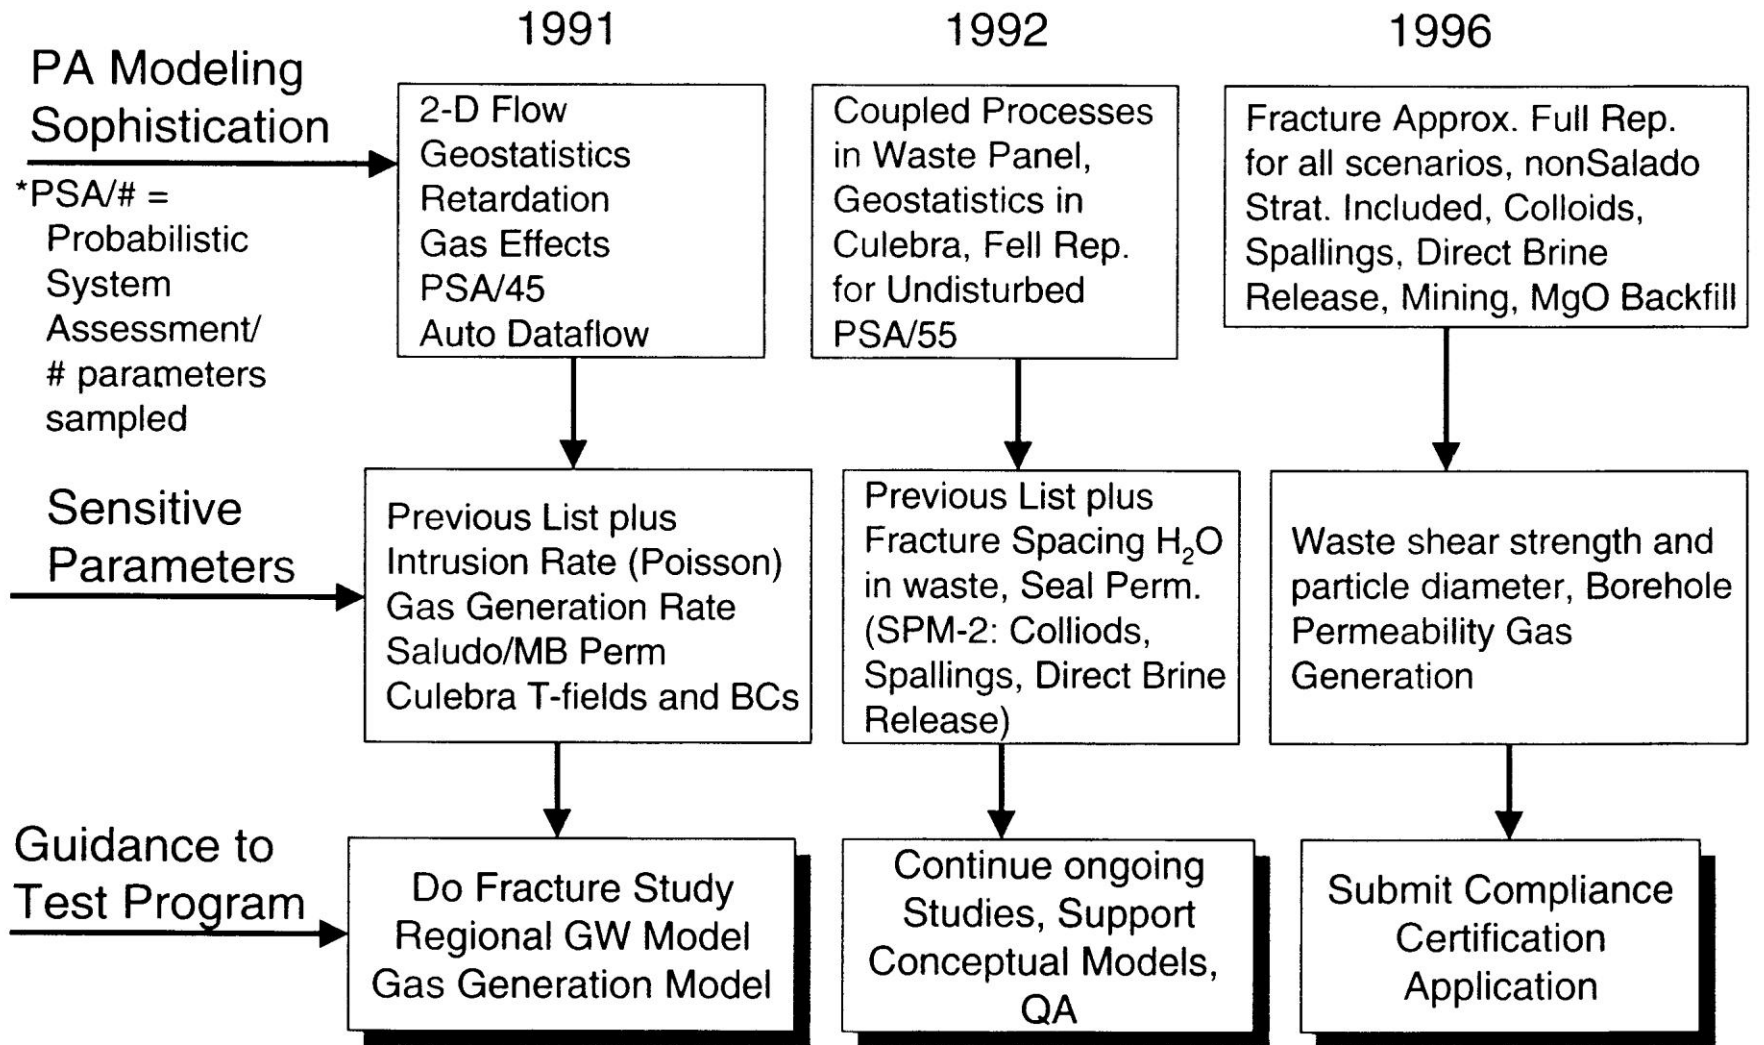 1991
1992
1996
PA Modeling
Sophistication
*PSA/# =
Probabilistic
System
Assessment/
# parameters
sampled
2-D Flow
Geostatistics
Retardation
Gas Effects
PSA/45
Auto Dataflow
Coupled Processes
in Waste Panel,
Geostatistics in
Culebra, Fell Rep.
for Undisturbed
PSA/55
Fracture Approx. Full Rep.
for all scenarios, nonSalado
Strat. Included, Colloids,
Spallings, Direct Brine
Release, Mining, MgO Backfill
Sensitive
Parameters
Previous List plus
Intrusion Rate (Poisson)
Gas Generation Rate
Saludo/MB Perm
Culebra T-fields and BCs
Previous List plus
Fracture Spacing H₂O
in waste, Seal Perm.
(SPM-2: Colliods,
Spallings, Direct Brine
Release)
Waste shear strength and
particle diameter, Borehole
Permeability Gas
Generation
Guidance to
Test Program
Do Fracture Study
Regional GW Model
Gas Generation Model
Continue ongoing
Studies, Support
Conceptual Models,
QA
Submit Compliance
Certification
Application